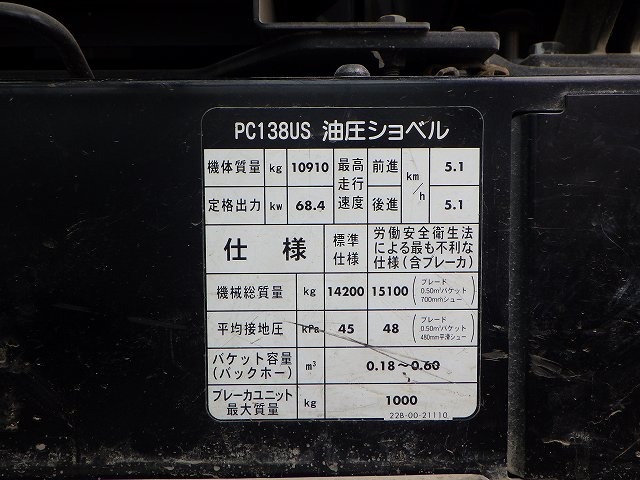 PC138US 油圧ショベル
機体質量 kg 10910 最高走行速度 前進 km/h 5.1
定格出力 kw 68.4 後進 5.1
仕様 標準仕様 労働安全衛生法による最も不利な仕様(含ブレーカ)
機械総質量 kg 14200 15100 (ブレード 0.50m³バケット 700mmシュー)
平均接地圧 kPa 45 48 (ブレード 0.50m³バケット 480mm平滑シュー)
バケット容量(バックホー) m³ 0.18〜0.60
ブレーカユニット最大質量 kg 1000
22B-00-21110